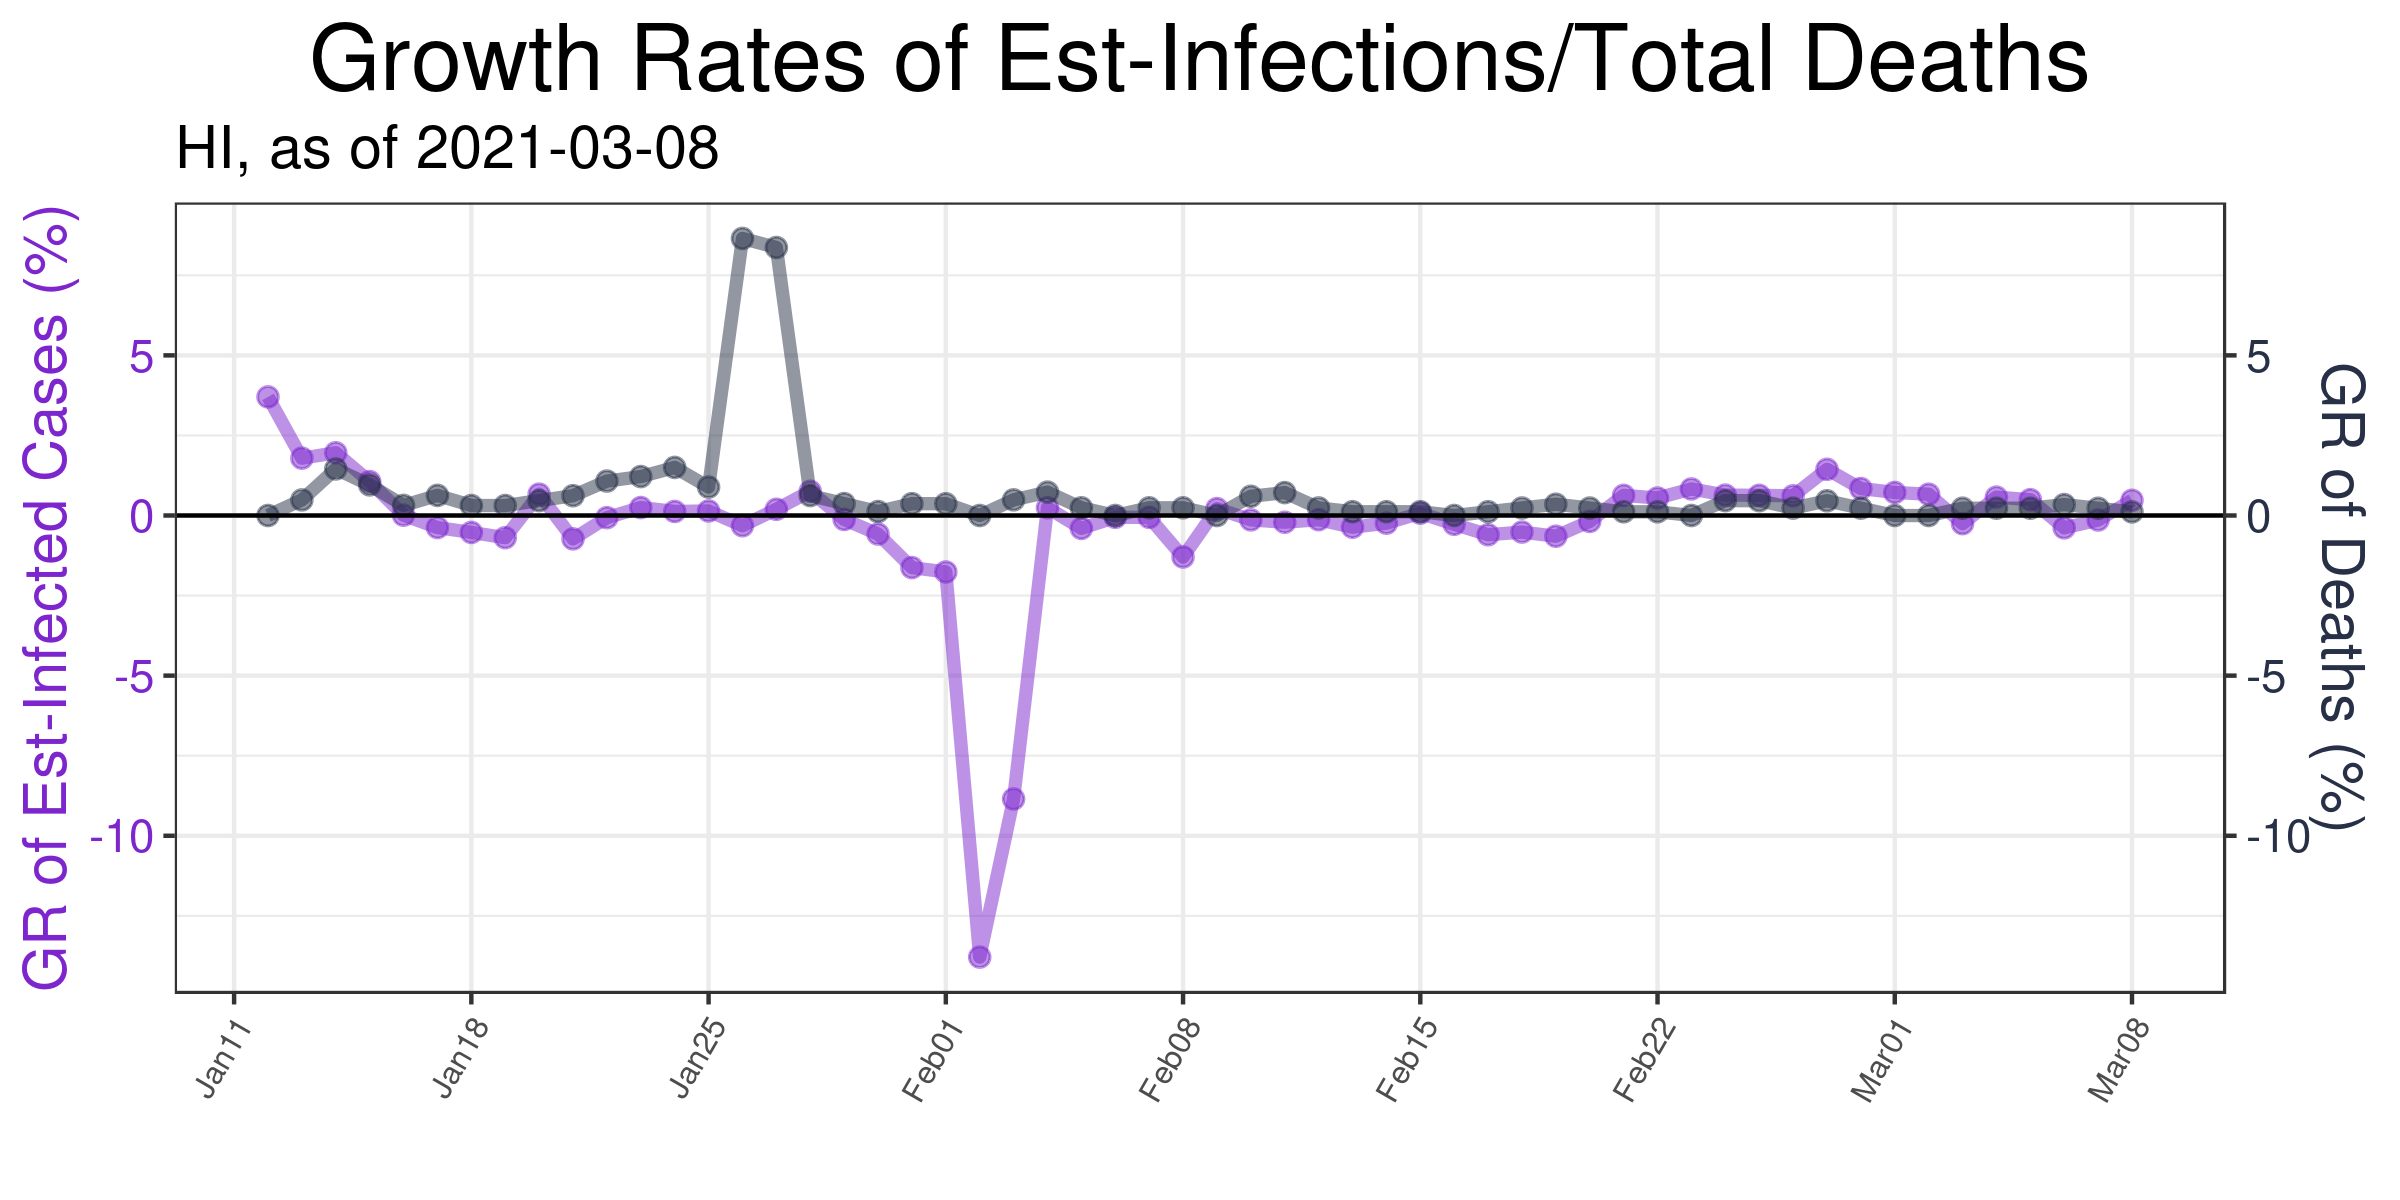 Growth Rates of Est-Infections/Total Deaths
HI, as of 2021-03-08
GR of Est-Infected Cases (%)
5
0
-5
-10
5
0
-5
-10
GR of Deaths (%)
Jan11
Jan18
Jan25
Feb01
Feb08
Feb15
Feb22
Mar01
Mar08